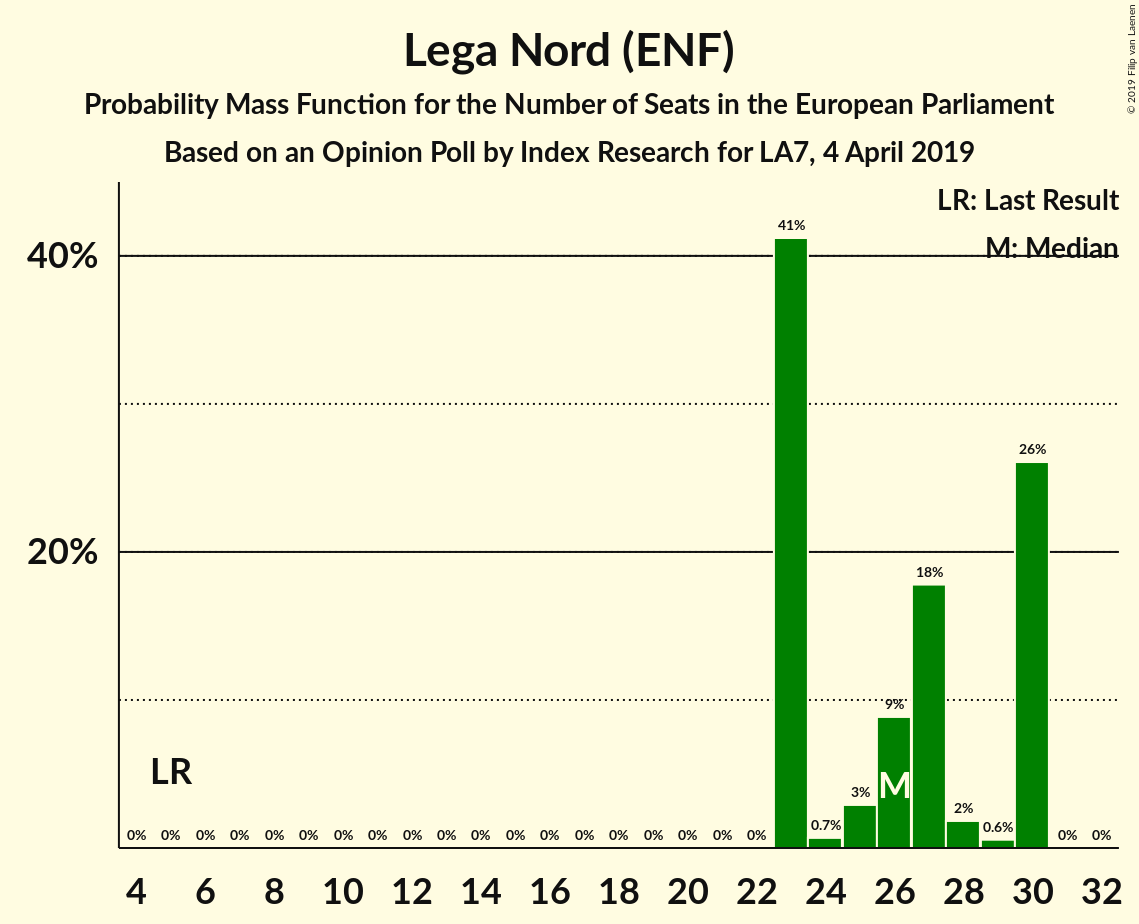 Lega Nord (ENF)
Probability Mass Function for the Number of Seats in the European Parliament
Based on an Opinion Poll by Index Research for LA7, 4 April 2019
© 2019 Filip van Laenen
LR: Last Result
M: Median
40%
20%
41%
26%
18%
9%
3%
2%
0.7%
0.6%
LR
M
0% 0% 0% 0% 0% 0% 0% 0% 0% 0% 0% 0% 0% 0% 0% 0% 0% 0% 0% 0% 0%
4 6 8 10 12 14 16 18 20 22 24 26 28 30 32